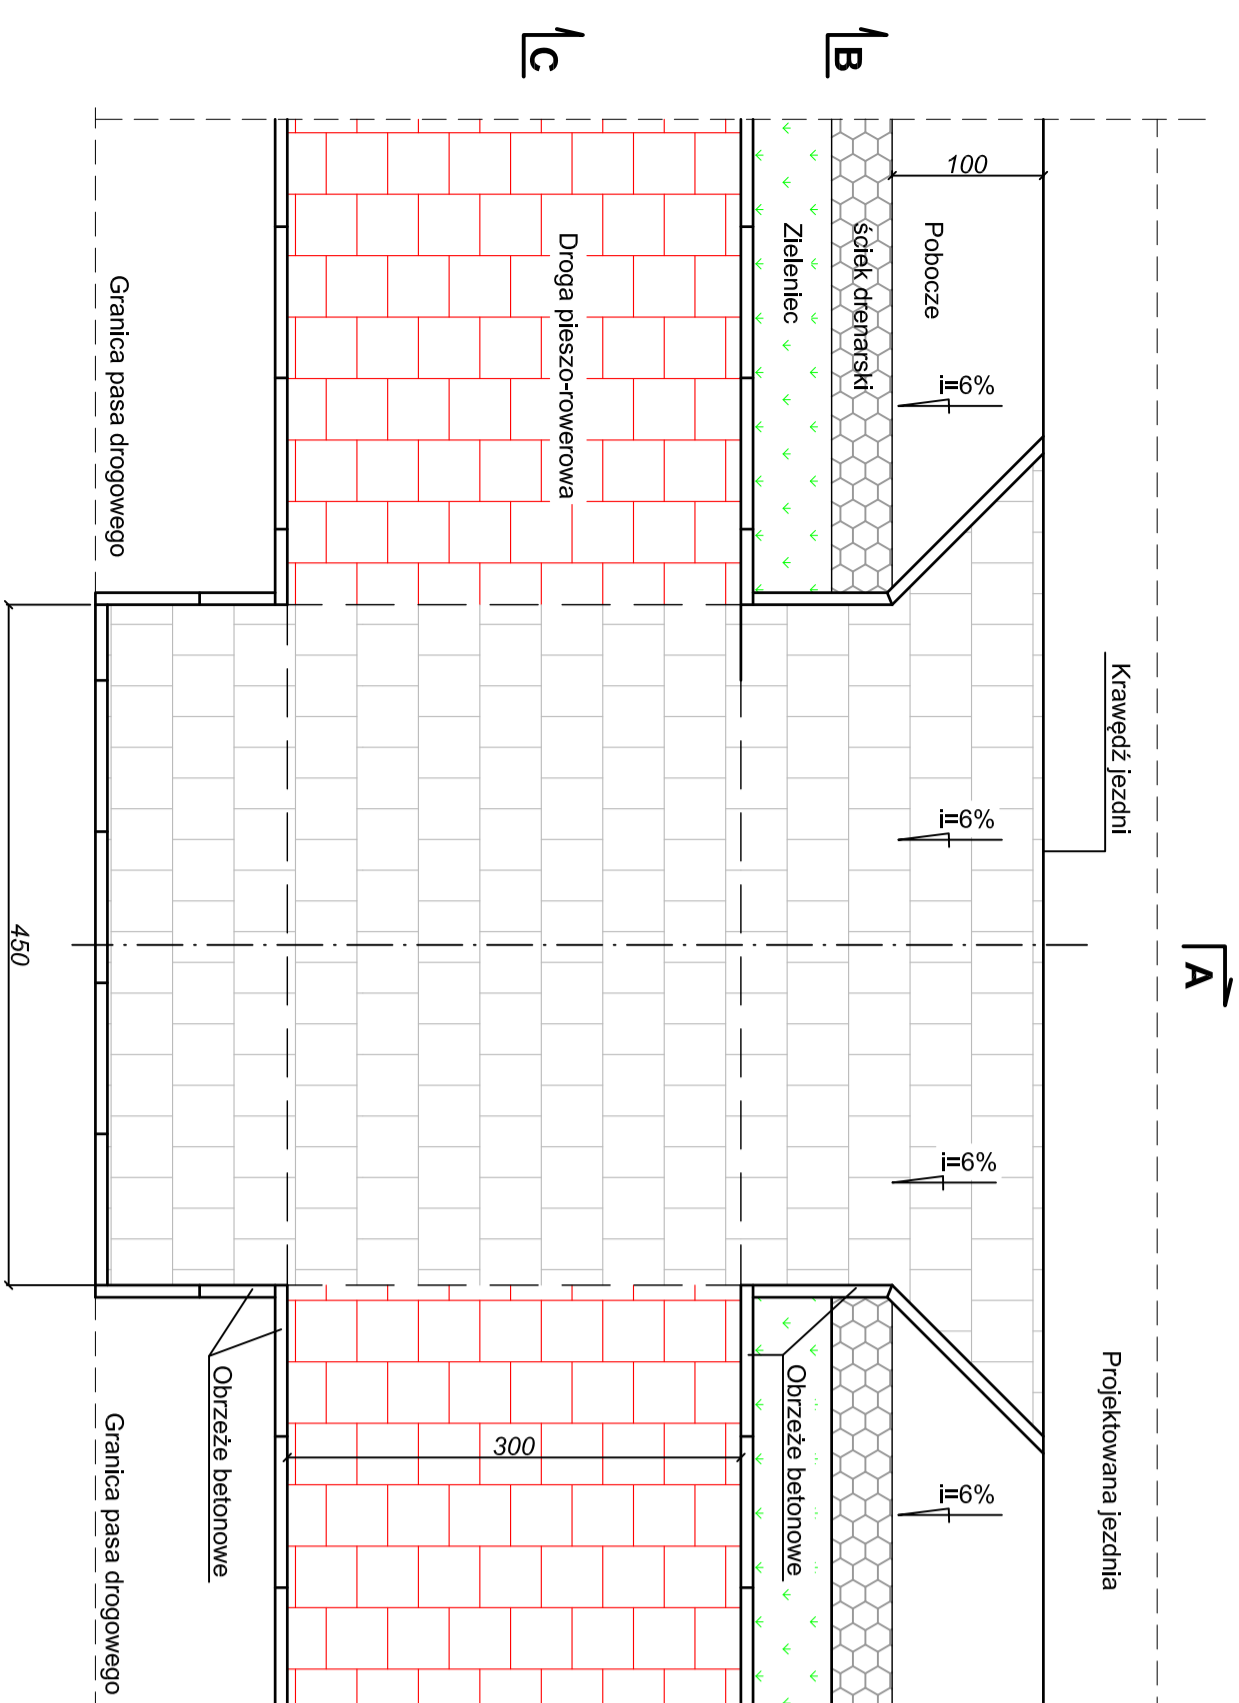 A
B
C
Krawędź jezdni
Projektowana jezdnia
100
Pobocze
i=6%
i=6%
i=6%
i=6%
ściek drenarski
Zieleniec
Obrzeże betonowe
Droga pieszo-rowerowa
300
Obrzeże betonowe
Granica pasa drogowego
Granica pasa drogowego
450